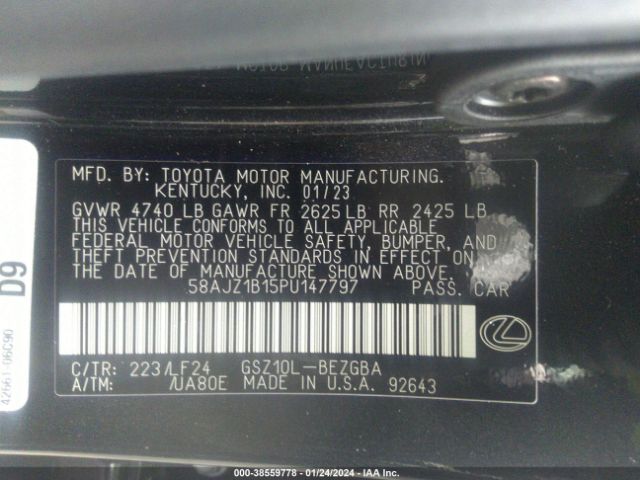 MFD. BY: TOYOTA MOTOR MANUFACTURING.
KENTUCKY, INC. 01/23
GVWR 4740 LB GAWR FR 2625 LB RR 2425 LB
THIS VEHICLE CONFORMS TO ALL APPLICABLE
FEDERAL MOTOR VEHICLE SAFETY, BUMPER, AND
THEFT PREVENTION STANDARDS IN EFFECT ON
THE DATE OF MANUFACTURE SHOWN ABOVE.
58AJZ1B15PU147797 PASS. CAR
C/TR: 223/LF24 GSZ10L-BEZGBA
A/TM: /UA80E MADE IN U.S.A. 92643
D9
42661-06C90
000-38559778 - 01/24/2024 - IAA Inc.